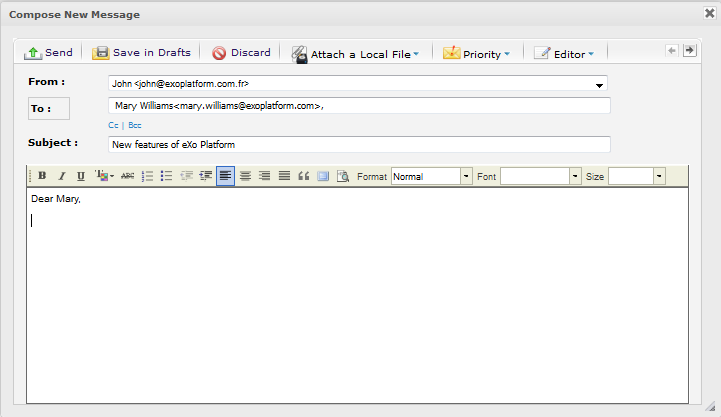 Compose New Message
Send Save in Drafts Discard Attach a Local File Priority Editor
From : John <john@exoplatform.com.fr>
To : Mary Williams<mary.williams@exoplatform.com>,
Cc | Bcc
Subject : New features of eXo Platform
B I U ABC Format Normal Font Size
Dear Mary,